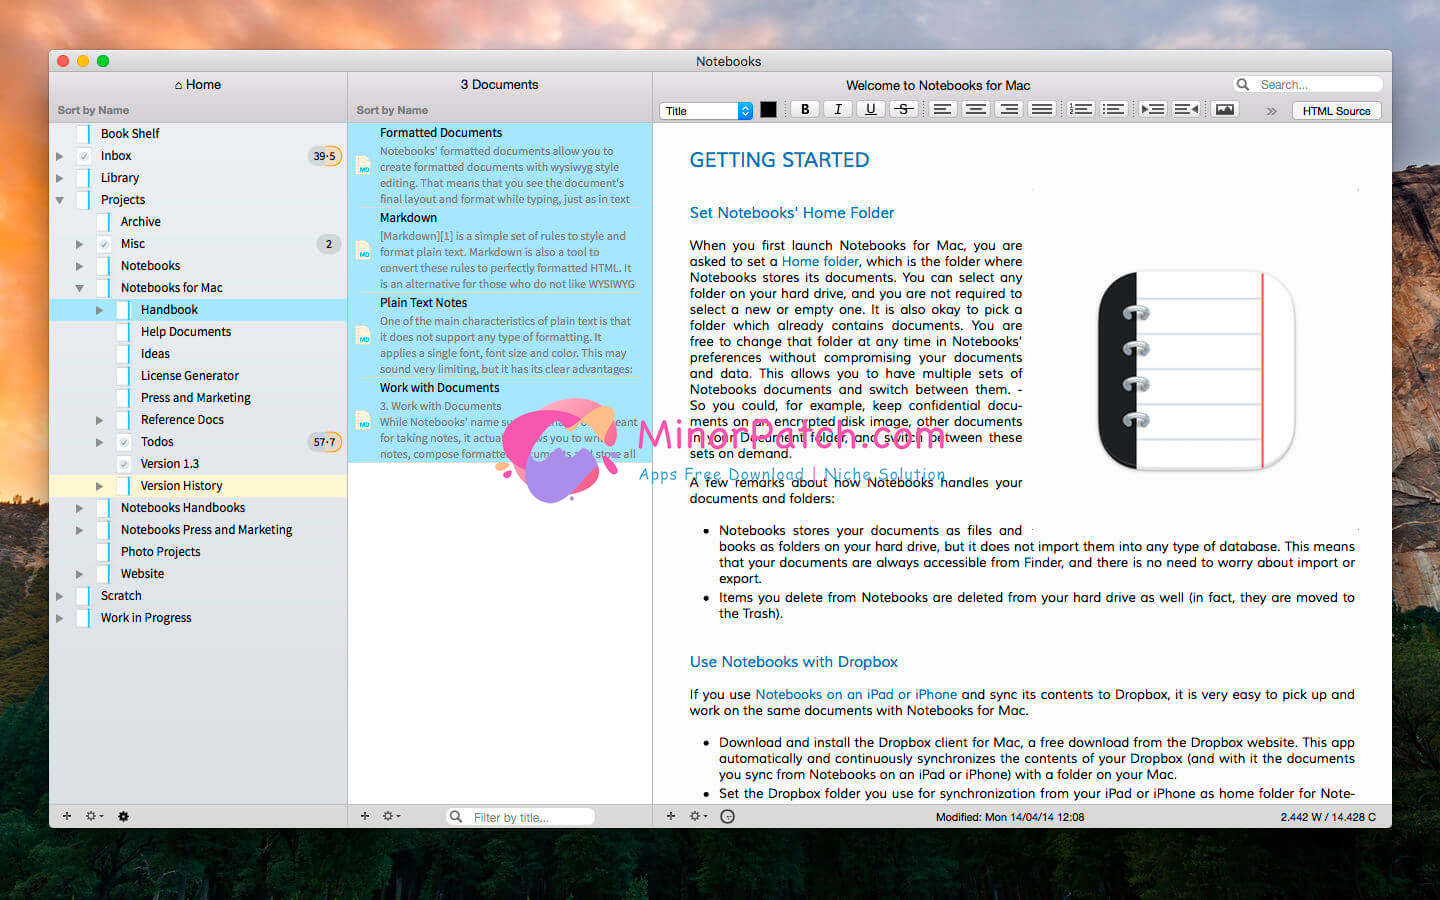 Notebooks
⌂ Home
Sort by Name
Book Shelf
Inbox
39·5
Library
Projects
Archive
Misc
2
Notebooks
Notebooks for Mac
Handbook
Help Documents
Ideas
License Generator
Press and Marketing
Reference Docs
Todos
57·7
Version 1.3
Version History
Notebooks Handbooks
Notebooks Press and Marketing
Photo Projects
Website
Scratch
Work in Progress
3 Documents
Sort by Name
Formatted Documents
Notebooks' formatted documents allow you to
create formatted documents with wysiwyg style
editing. That means that you see the document's
final layout and format while typing, just as in text
MD
Markdown
[Markdown][1] is a simple set of rules to style and
format plain text. Markdown is also a tool to
convert these rules to perfectly formatted HTML. It
is an alternative for those who do not like WYSIWYG
MD
Plain Text Notes
One of the main characteristics of plain text is that
it does not support any type of formatting. It
applies a single font, font size and color. This may
sound very limiting, but it has its clear advantages:
MD
Work with Documents
3. Work with Documents
While Notebooks' name eant
for taking notes, it actua ws you to
notes, compose formatte and store all
MD
Filter by title...
Welcome to Notebooks for Mac
Search...
Title
B I U S
HTML Source
GETTING STARTED
Set Notebooks' Home Folder
When you first launch Notebooks for Mac, you are
asked to set a Home folder, which is the folder where
Notebooks stores its documents. You can select any
folder on your hard drive, and you are not required to
select a new or empty one. It is also okay to pick a
folder which already contains documents. You are
free to change that folder at any time in Notebooks'
preferences without compromising your documents
and data. This allows you to have multiple sets of
Notebooks documents and switch between them. -
So you could, for example, keep confidential docu-
ments on an encrypted disk image, other documents
in your Document folder, and switch between these
sets on demand.
A few remarks about how Notebooks handles your
documents and folders:
• Notebooks stores your documents as files and
books as folders on your hard drive, but it does not import them into any type of database. This means
that your documents are always accessible from Finder, and there is no need to worry about import or
export.
• Items you delete from Notebooks are deleted from your hard drive as well (in fact, they are moved to
the Trash).
Use Notebooks with Dropbox
If you use Notebooks on an iPad or iPhone and sync its contents to Dropbox, it is very easy to pick up and
work on the same documents with Notebooks for Mac.
• Download and install the Dropbox client for Mac, a free download from the Dropbox website. This app
automatically and continuously synchronizes the contents of your Dropbox (and with it the documents
you sync from Notebooks on an iPad or iPhone) with a folder on your Mac.
• Set the Dropbox folder you use for synchronization from your iPad or iPhone as home folder for Note-
Modified: Mon 14/04/14 12:08
2.442 W / 14.428 C
MinorPatch.com
Apps Free Download | Niche Solution